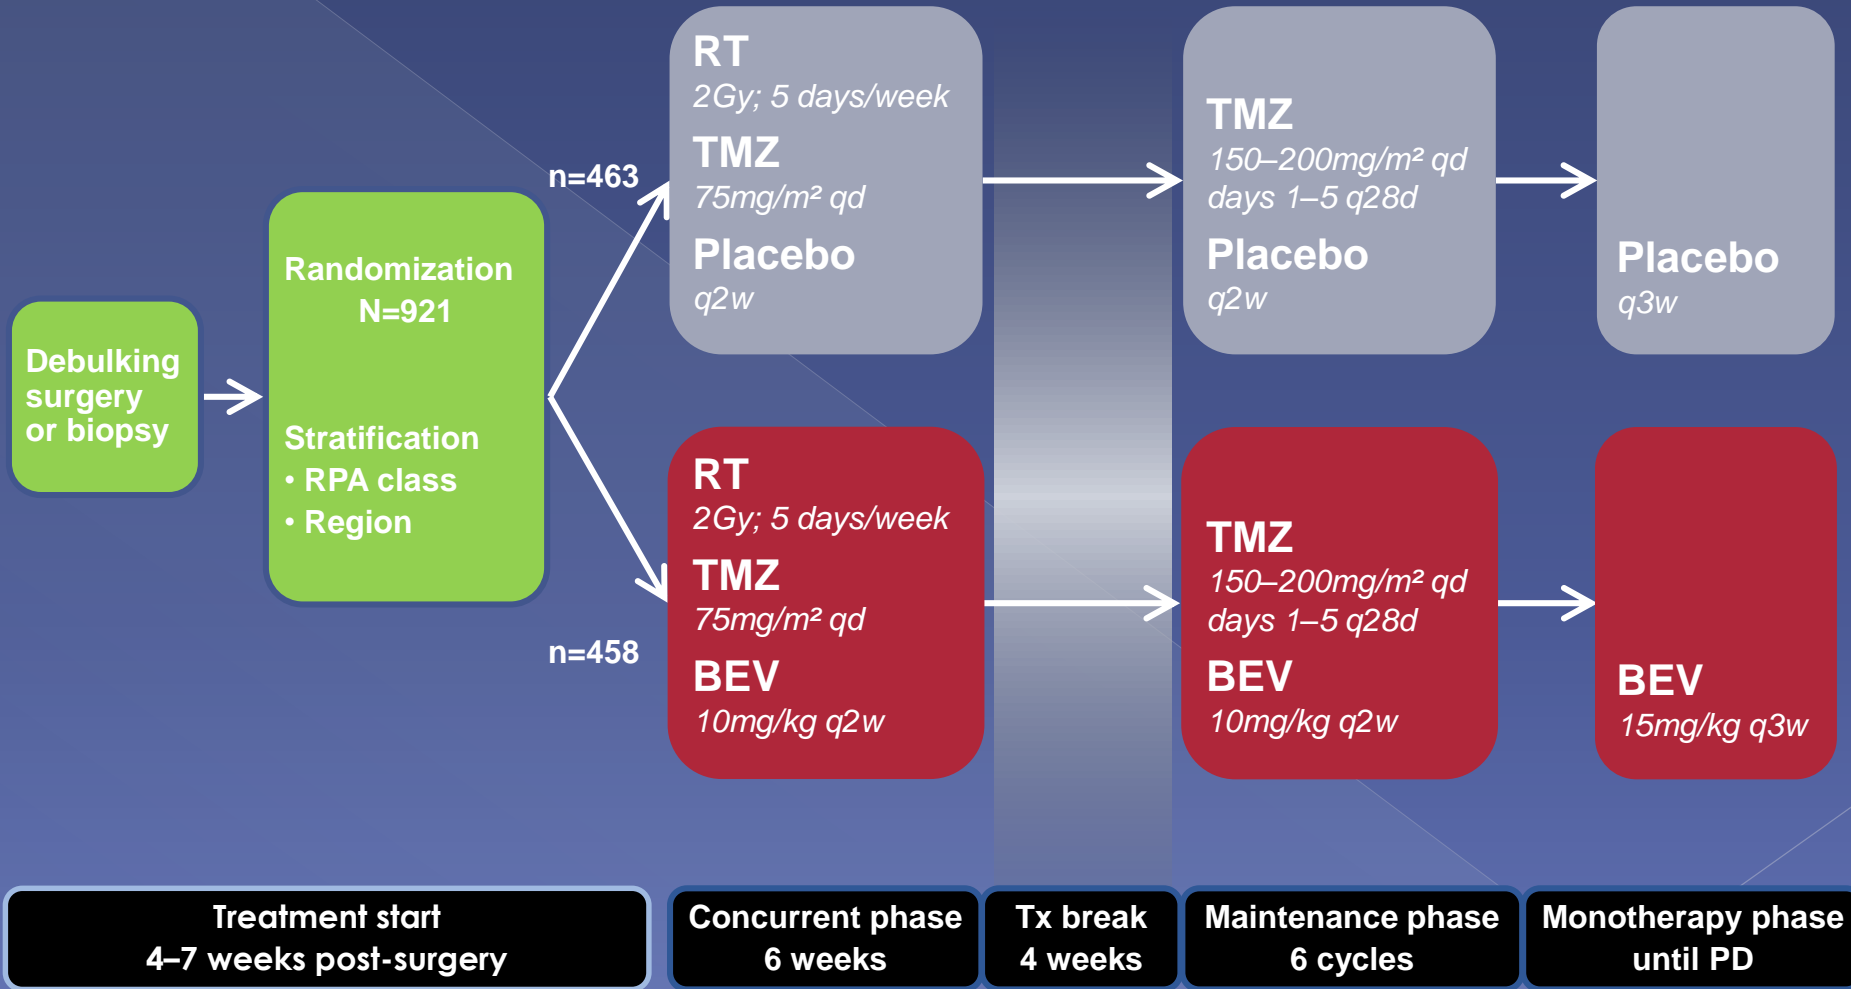 Debulking
surgery
or biopsy
Randomization
N=921
Stratification
• RPA class
• Region
n=463
n=458
RT
2Gy; 5 days/week
TMZ
75mg/m² qd
Placebo
q2w
TMZ
150–200mg/m² qd
days 1–5 q28d
Placebo
q2w
Placebo
q3w
RT
2Gy; 5 days/week
TMZ
75mg/m² qd
BEV
10mg/kg q2w
TMZ
150–200mg/m² qd
days 1–5 q28d
BEV
10mg/kg q2w
BEV
15mg/kg q3w
Treatment start
4–7 weeks post-surgery
Concurrent phase
6 weeks
Tx break
4 weeks
Maintenance phase
6 cycles
Monotherapy phase
until PD